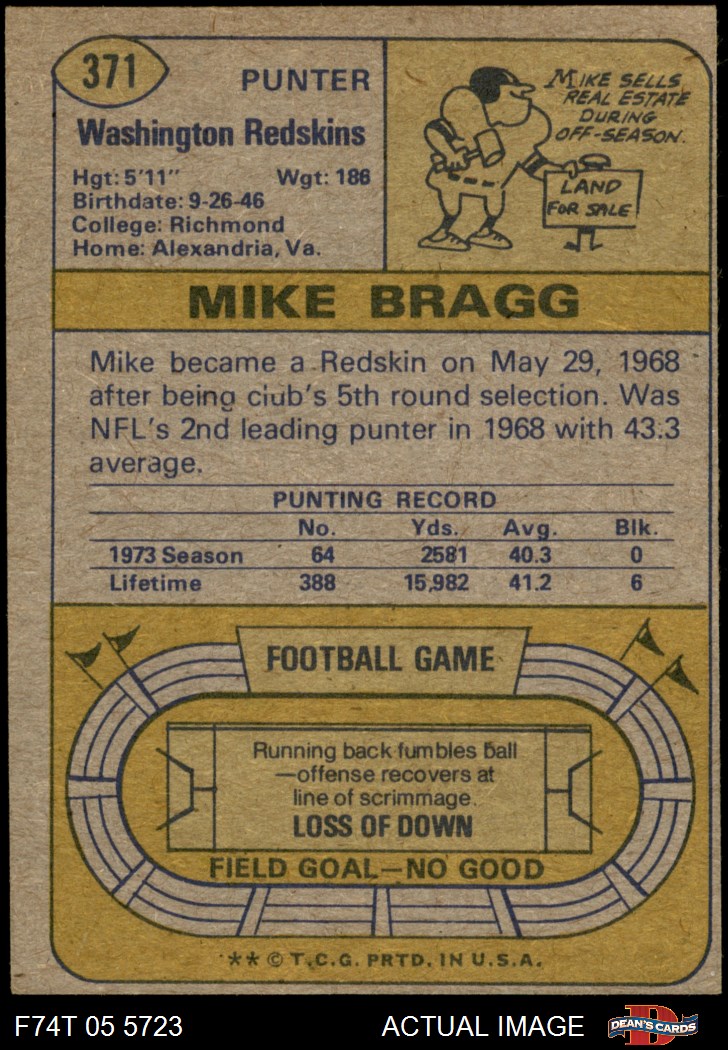 371
PUNTER
Washington Redskins
Hgt: 5'11" Wgt: 186
Birthdate: 9-26-46
College: Richmond
Home: Alexandria, Va.
MIKE SELLS
REAL ESTATE
DURING
OFF-SEASON.
LAND
FOR SALE
MIKE BRAGG
Mike became a Redskin on May 29, 1968
after being club's 5th round selection. Was
NFL's 2nd leading punter in 1968 with 43.3
average.
PUNTING RECORD
No. Yds. Avg. Blk.
1973 Season 64 2581 40.3 0
Lifetime 388 15,982 41.2 6
FOOTBALL GAME
Running back fumbles ball
—offense recovers at
line of scrimmage.
LOSS OF DOWN
FIELD GOAL—NO GOOD
** © T.C.G. PRTD. IN U.S.A.
F74T 05 5723 ACTUAL IMAGE
D
DEAN'S CARDS